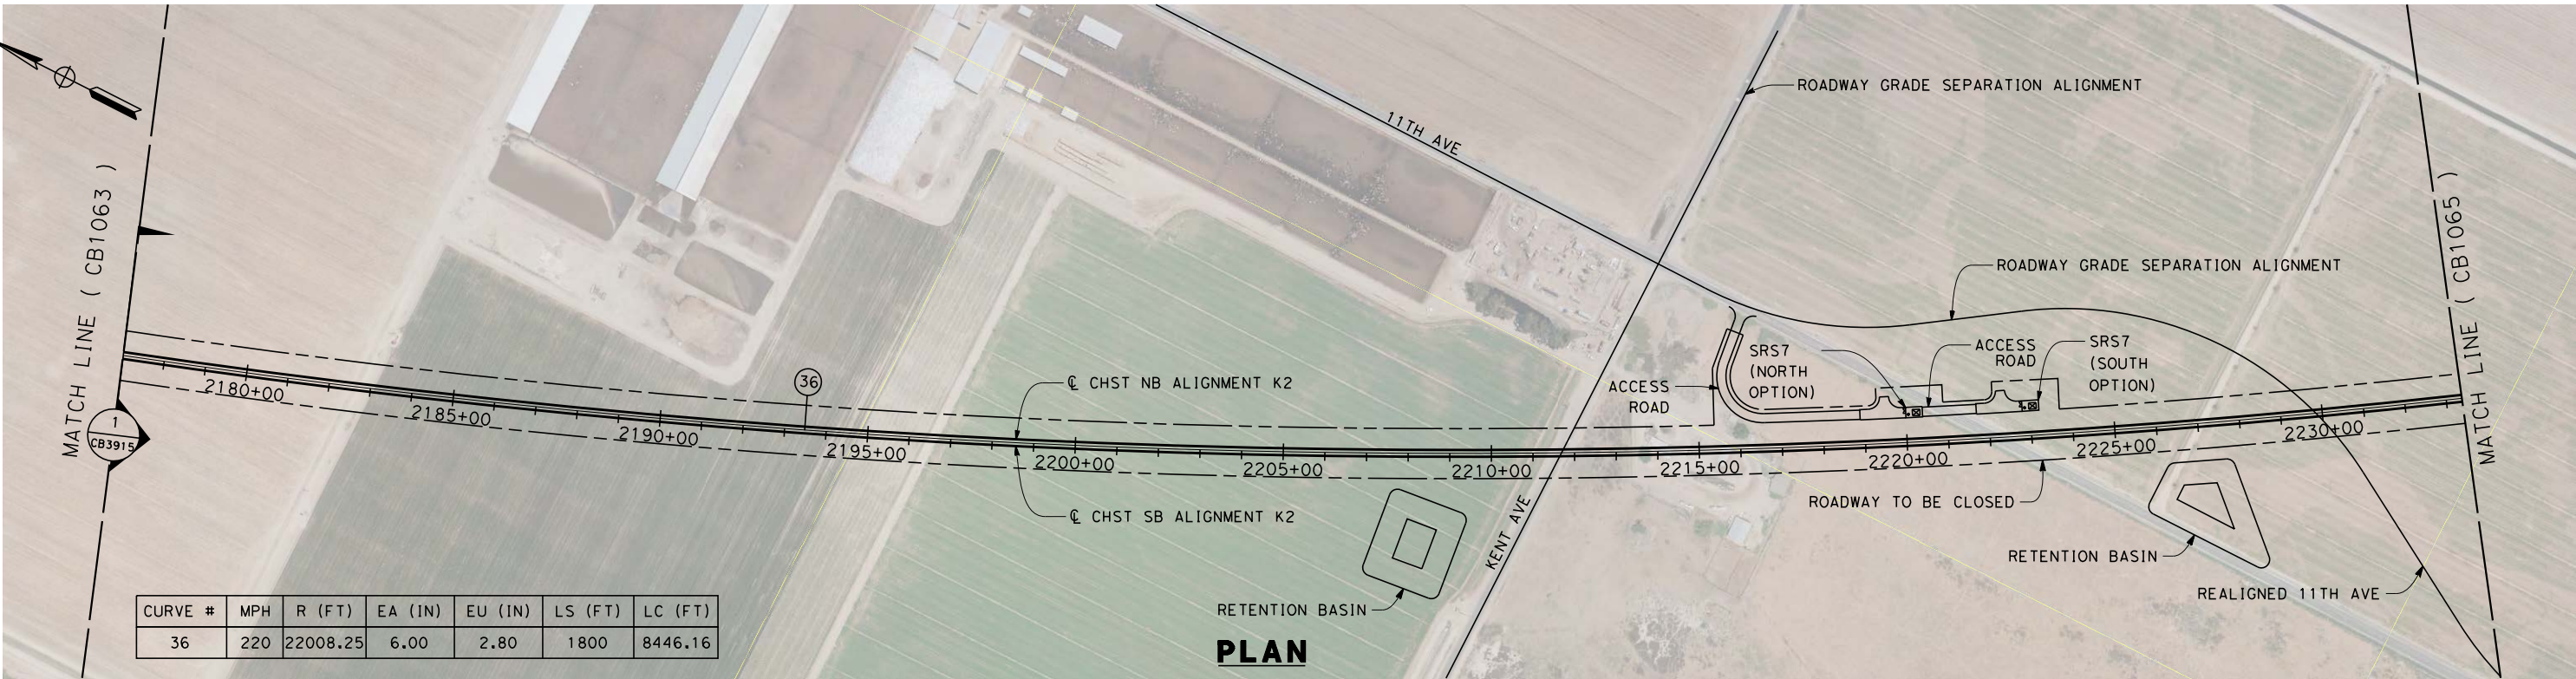 ROADWAY GRADE SEPARATION ALIGNMENT
11TH AVE
MATCH LINE ( CB1063 )
MATCH LINE ( CB1065 )
ROADWAY GRADE SEPARATION ALIGNMENT
SRS7
(NORTH
OPTION)
ACCESS
ROAD
SRS7
(SOUTH
OPTION)
ACCESS
ROAD
36
℄ CHST NB ALIGNMENT K2
2180+00
2185+00
2190+00
2195+00
2200+00
2205+00
2210+00
2215+00
2220+00
2225+00
2230+00
1
CB3915
℄ CHST SB ALIGNMENT K2
KENT AVE
ROADWAY TO BE CLOSED
RETENTION BASIN
REALIGNED 11TH AVE
RETENTION BASIN
CURVE # MPH R (FT) EA (IN) EU (IN) LS (FT) LC (FT)
36 220 22008.25 6.00 2.80 1800 8446.16
PLAN